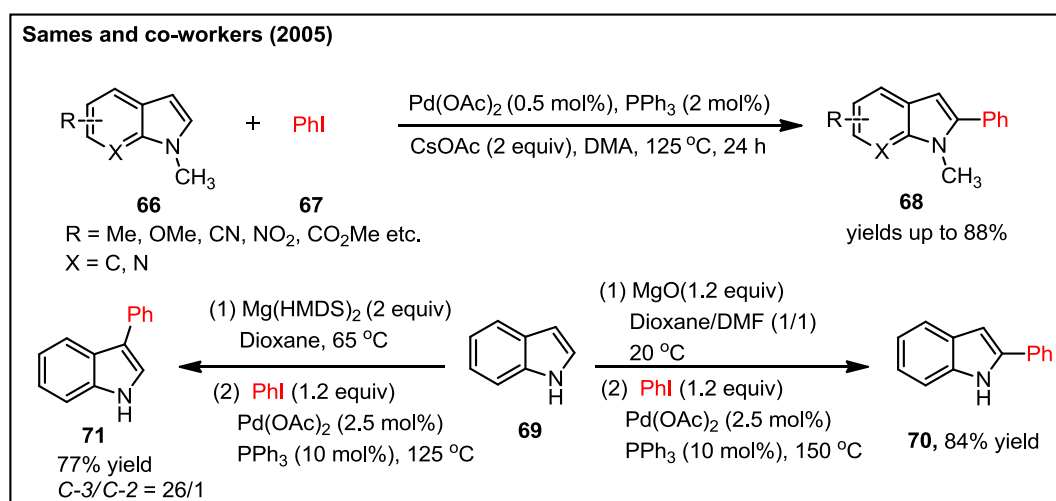 Sames and co-workers (2005)
R
X
N
CH3
66
+
PhI
67
Pd(OAc)2 (0.5 mol%), PPh3 (2 mol%)
CsOAc (2 equiv), DMA, 125 °C, 24 h
R
X
N
CH3
Ph
68
R = Me, OMe, CN, NO2, CO2Me etc.
X = C, N
yields up to 88%
Ph
N
H
71
77% yield
C-3/C-2 = 26/1
(1) Mg(HMDS)2 (2 equiv)
Dioxane, 65 °C
(2) PhI (1.2 equiv)
Pd(OAc)2 (2.5 mol%)
PPh3 (10 mol%), 125 °C
N
H
69
(1) MgO(1.2 equiv)
Dioxane/DMF (1/1)
20 °C
(2) PhI (1.2 equiv)
Pd(OAc)2 (2.5 mol%)
PPh3 (10 mol%), 150 °C
Ph
N
H
70, 84% yield